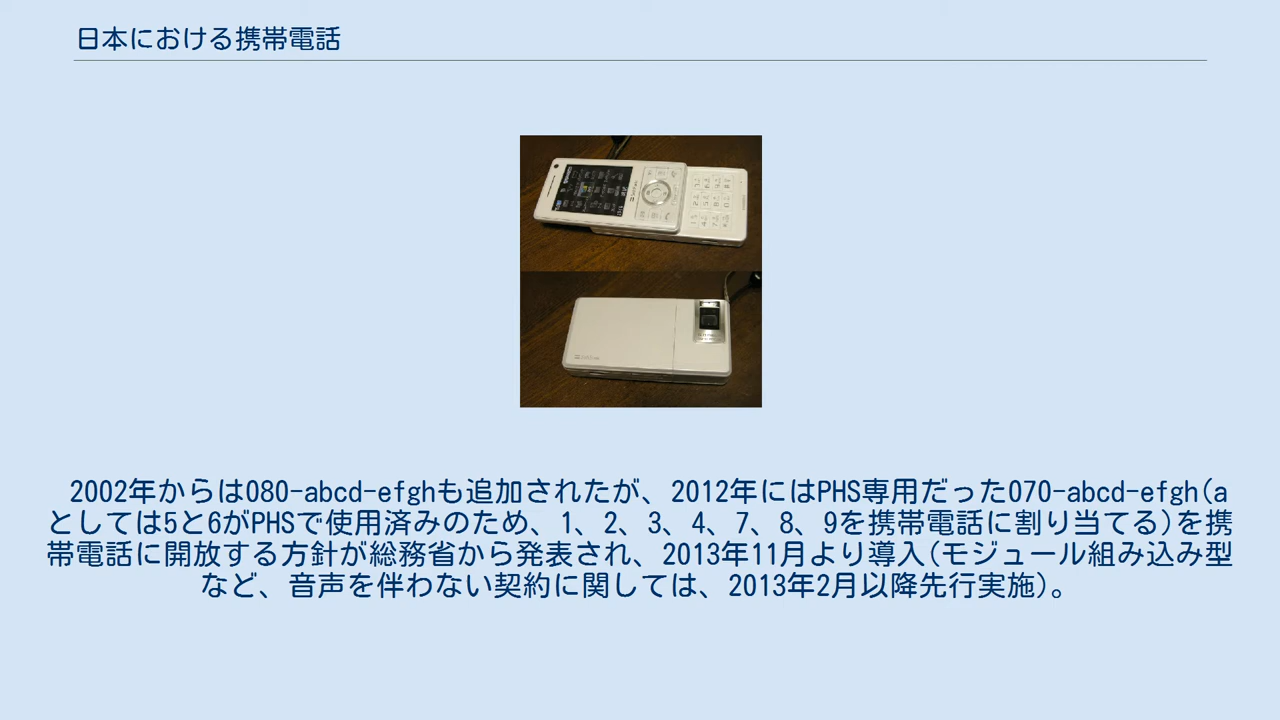 日本における携帯電話
2002年からは080-abcd-efghも追加されたが、2012年にはPHS専用だった070-abcd-efgh(a
としては5と6がPHSで使用済みのため、1、2、3、4、7、8、9を携帯電話に割り当てる)を携
帯電話に開放する方針が総務省から発表され、2013年11月より導入(モジュール組み込み型
など、音声を伴わない契約に関しては、2013年2月以降先行実施)。